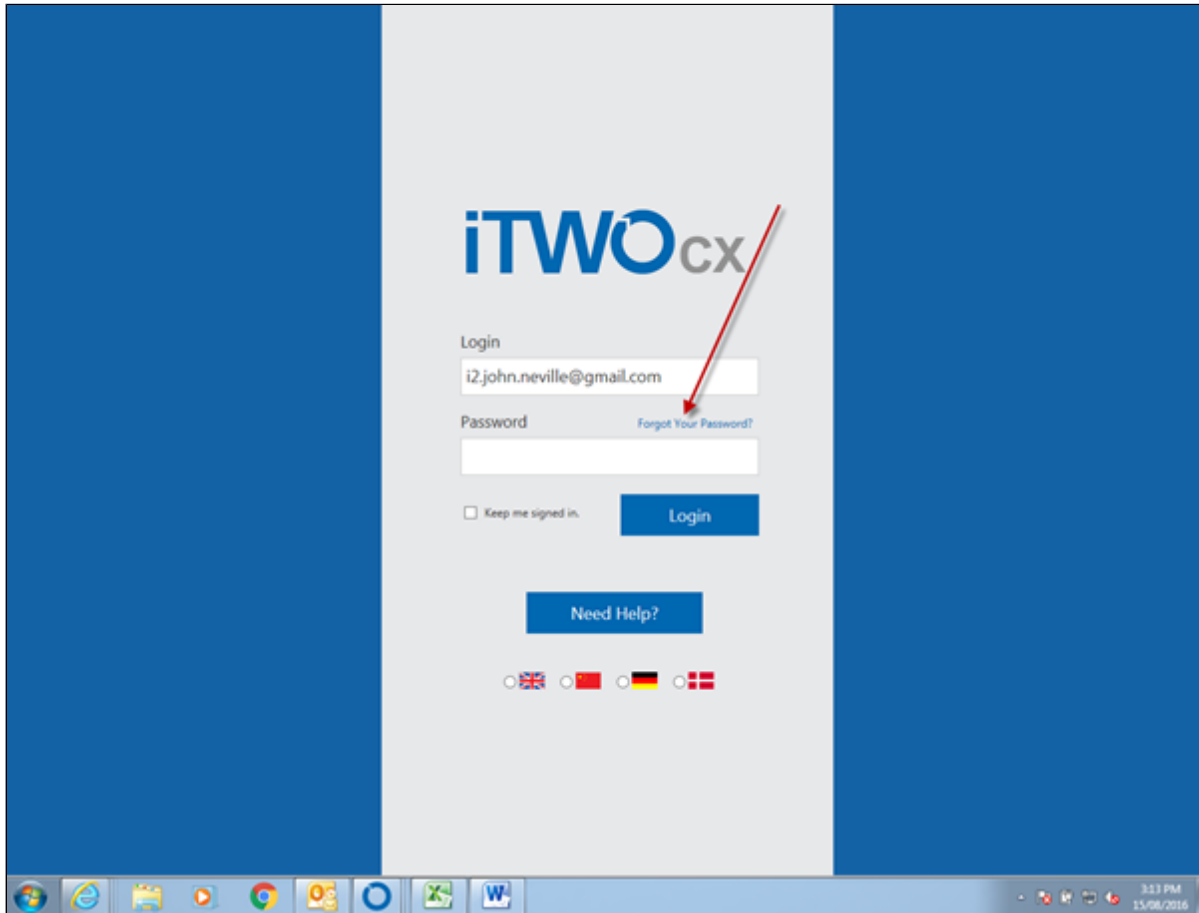 iTWO cx
Login
i2.john.neville@gmail.com
Password Forgot Your Password?
Keep me signed in. Login
Need Help?
3:13 PM
15/08/2016